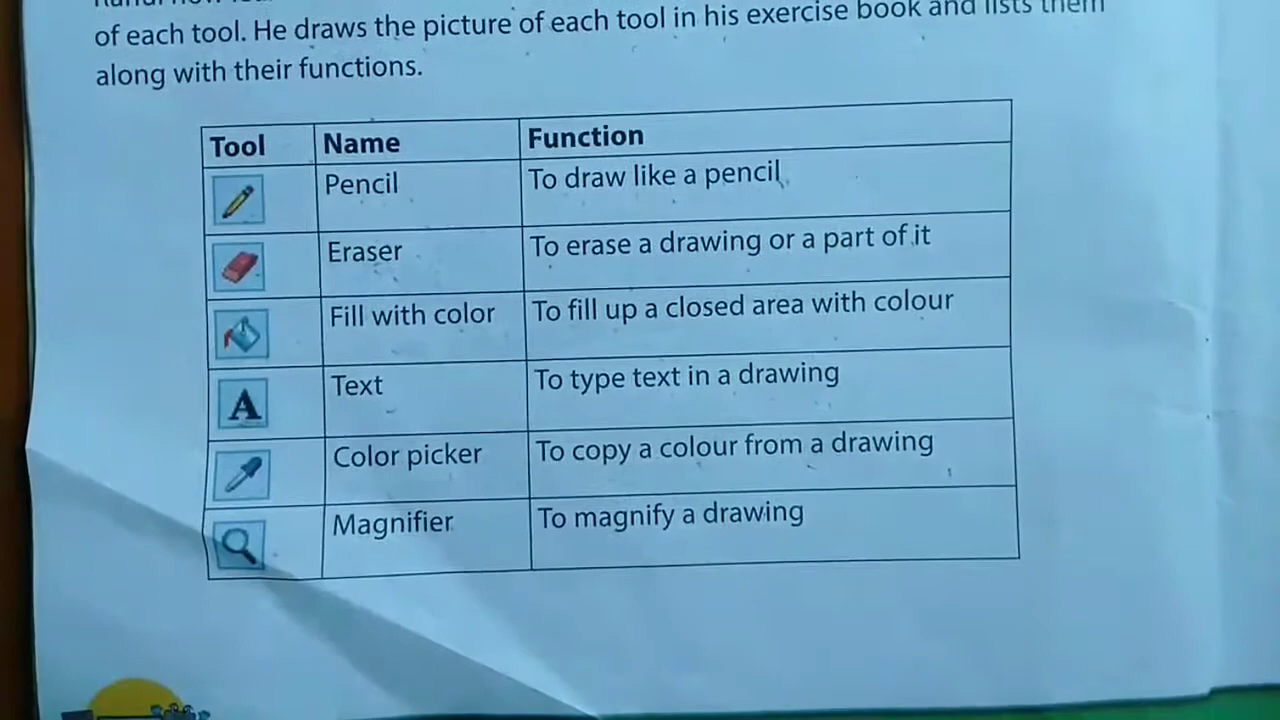 of each tool. He draws the picture of each tool in his exercise book and lists them
along with their functions.
Tool Name Function
Pencil To draw like a pencil
Eraser To erase a drawing or a part of it
Fill with color To fill up a closed area with colour
A Text To type text in a drawing
Color picker To copy a colour from a drawing
Magnifier To magnify a drawing